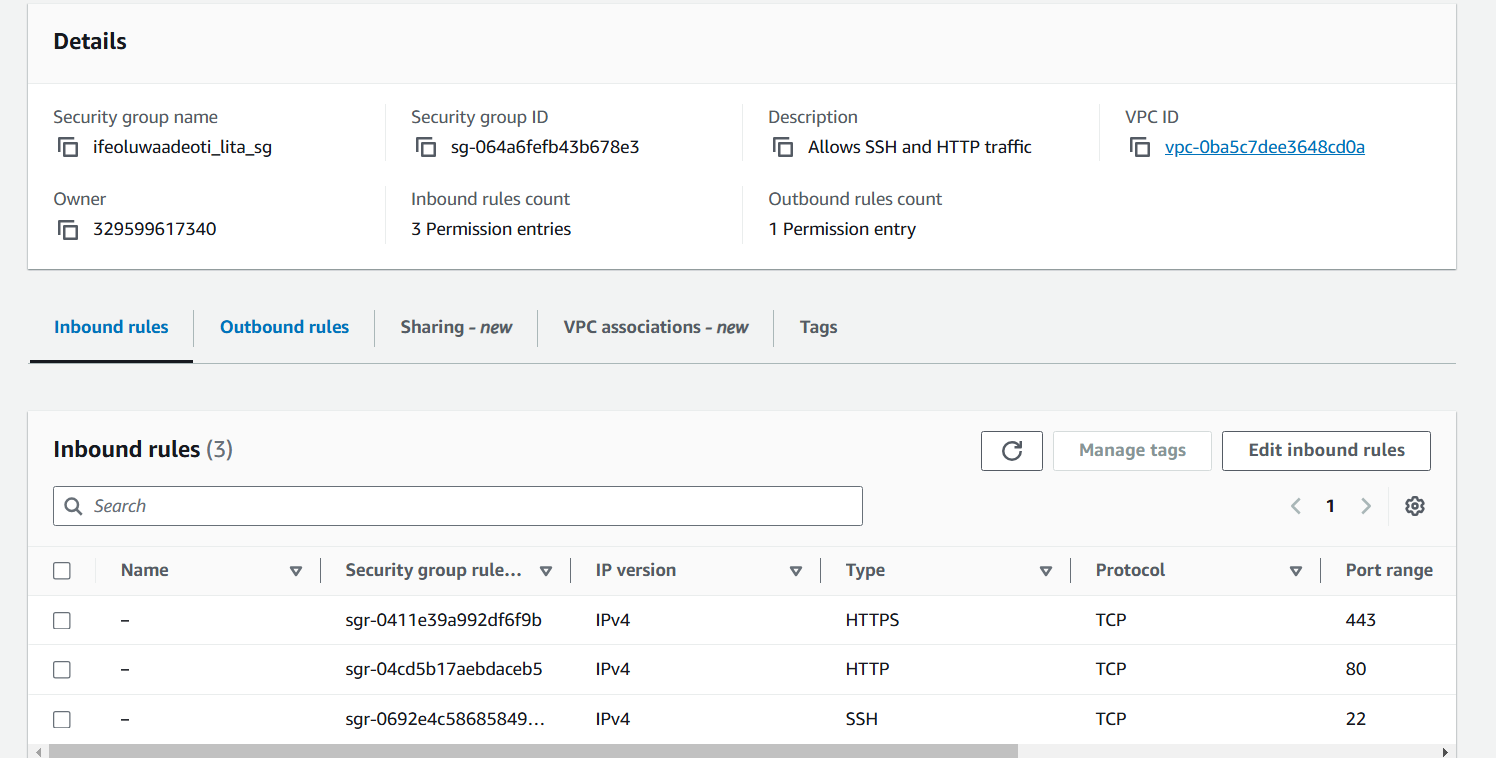 Details
Security group name Security group ID Description VPC ID
ifeoluwaadeoti_lita_sg sg-064a6fefb43b678e3 Allows SSH and HTTP traffic vpc-0ba5c7dee3648cd0a
Owner Inbound rules count Outbound rules count
329599617340 3 Permission entries 1 Permission entry
Inbound rules Outbound rules Sharing - new VPC associations - new Tags
Inbound rules (3) Manage tags Edit inbound rules
Search 1
Name Security group rule... IP version Type Protocol Port range
– sgr-0411e39a992df6f9b IPv4 HTTPS TCP 443
– sgr-04cd5b17aebdaceb5 IPv4 HTTP TCP 80
– sgr-0692e4c58685849... IPv4 SSH TCP 22